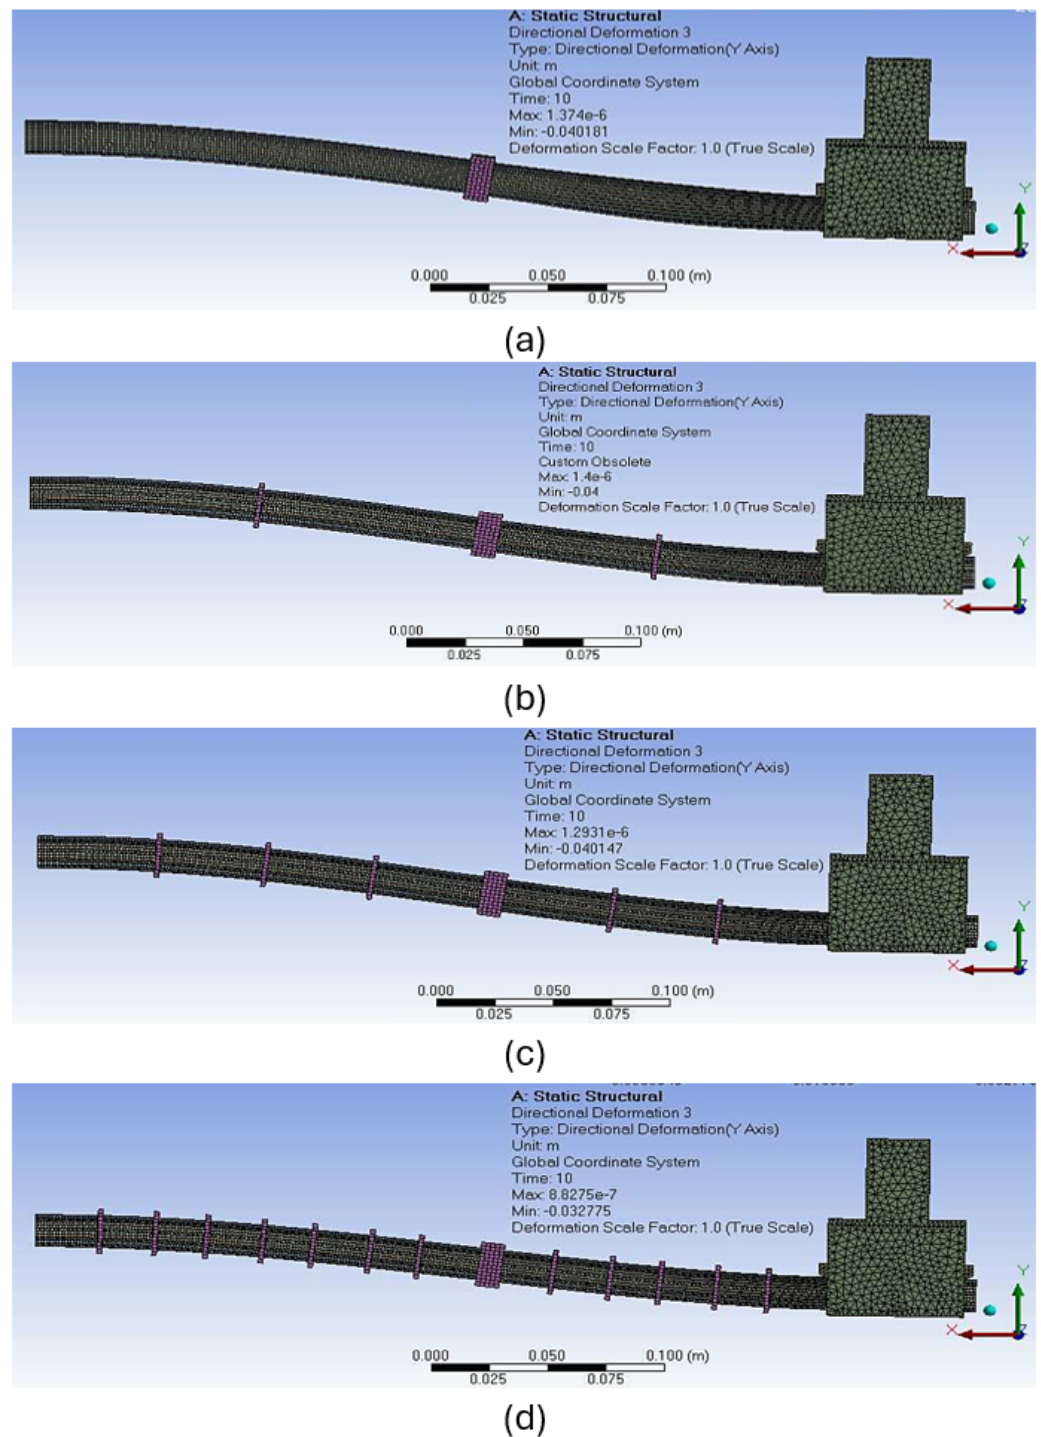 A: Static Structural
Directional Deformation 3
Type: Directional Deformation(Y Axis)
Unit: m
Global Coordinate System
Time: 10
Max: 1.374e-6
Min: -0.040181
Deformation Scale Factor: 1.0 (True Scale)
Y
X
Z
0.000 0.050 0.100 (m)
0.025 0.075
(a)
A: Static Structural
Directional Deformation 3
Type: Directional Deformation(Y Axis)
Unit: m
Global Coordinate System
Time: 10
Custom Obsolete
Max: 1.4e-6
Min: -0.04
Deformation Scale Factor: 1.0 (True Scale)
Y
X
Z
0.000 0.050 0.100 (m)
0.025 0.075
(b)
A: Static Structural
Directional Deformation 3
Type: Directional Deformation(Y Axis)
Unit: m
Global Coordinate System
Time: 10
Max: 1.2931e-6
Min: -0.040147
Deformation Scale Factor: 1.0 (True Scale)
Y
X
Z
0.000 0.050 0.100 (m)
0.025 0.075
(c)
A: Static Structural
Directional Deformation 3
Type: Directional Deformation(Y Axis)
Unit: m
Global Coordinate System
Time: 10
Max: 8.8275e-7
Min: -0.032775
Deformation Scale Factor: 1.0 (True Scale)
Y
X
Z
0.000 0.050 0.100 (m)
0.025 0.075
(d)